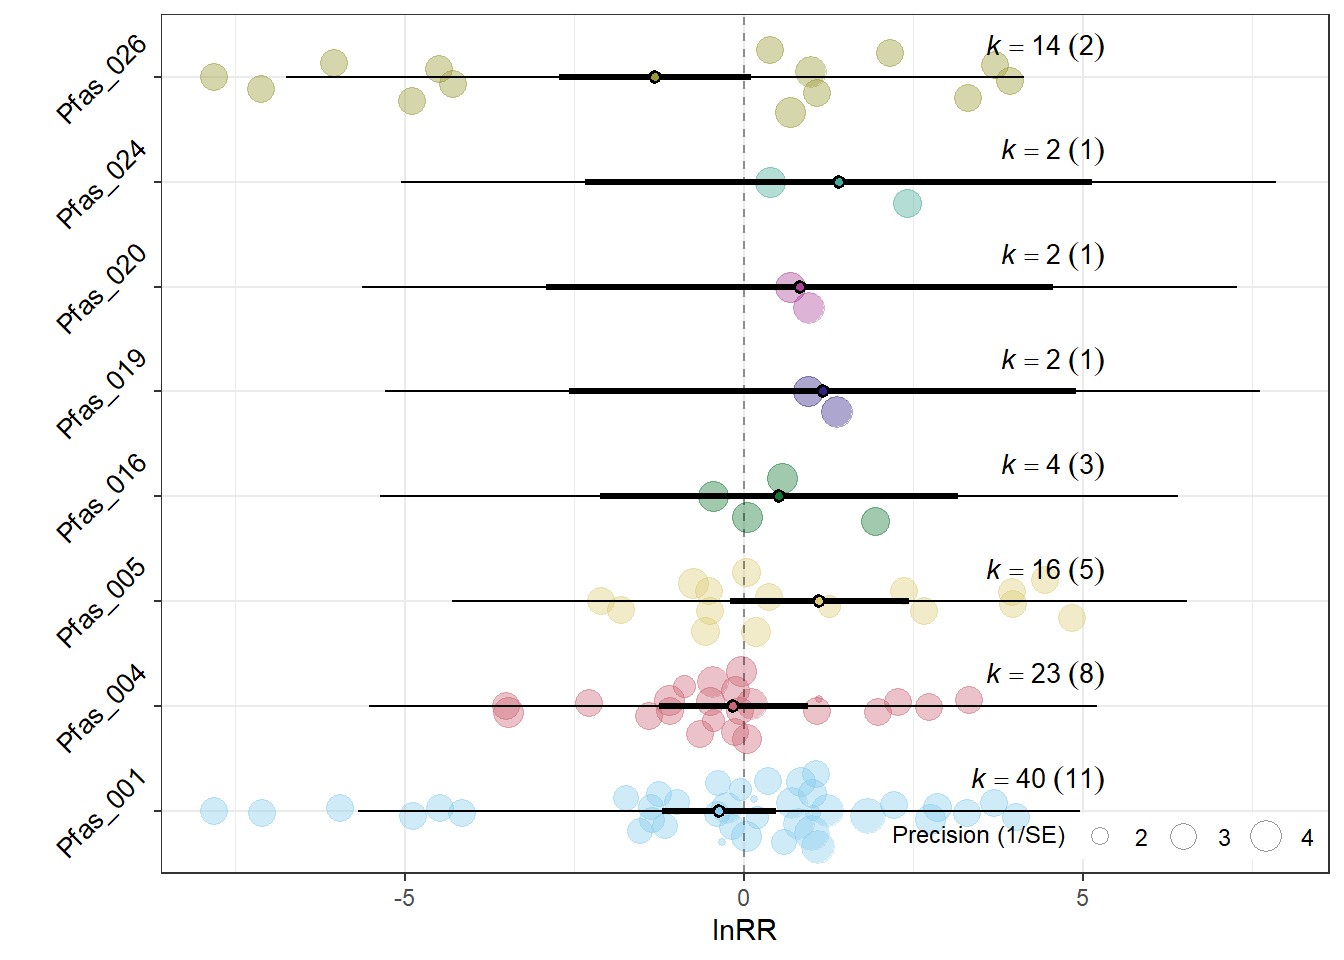 Pfas_026
k = 14 (2)
Pfas_024
k = 2 (1)
Pfas_020
k = 2 (1)
Pfas_019
k = 2 (1)
Pfas_016
k = 4 (3)
Pfas_005
k = 16 (5)
Pfas_004
k = 23 (8)
Pfas_001
k = 40 (11)
Precision (1/SE) 2 3 4
-5 0 5
lnRR